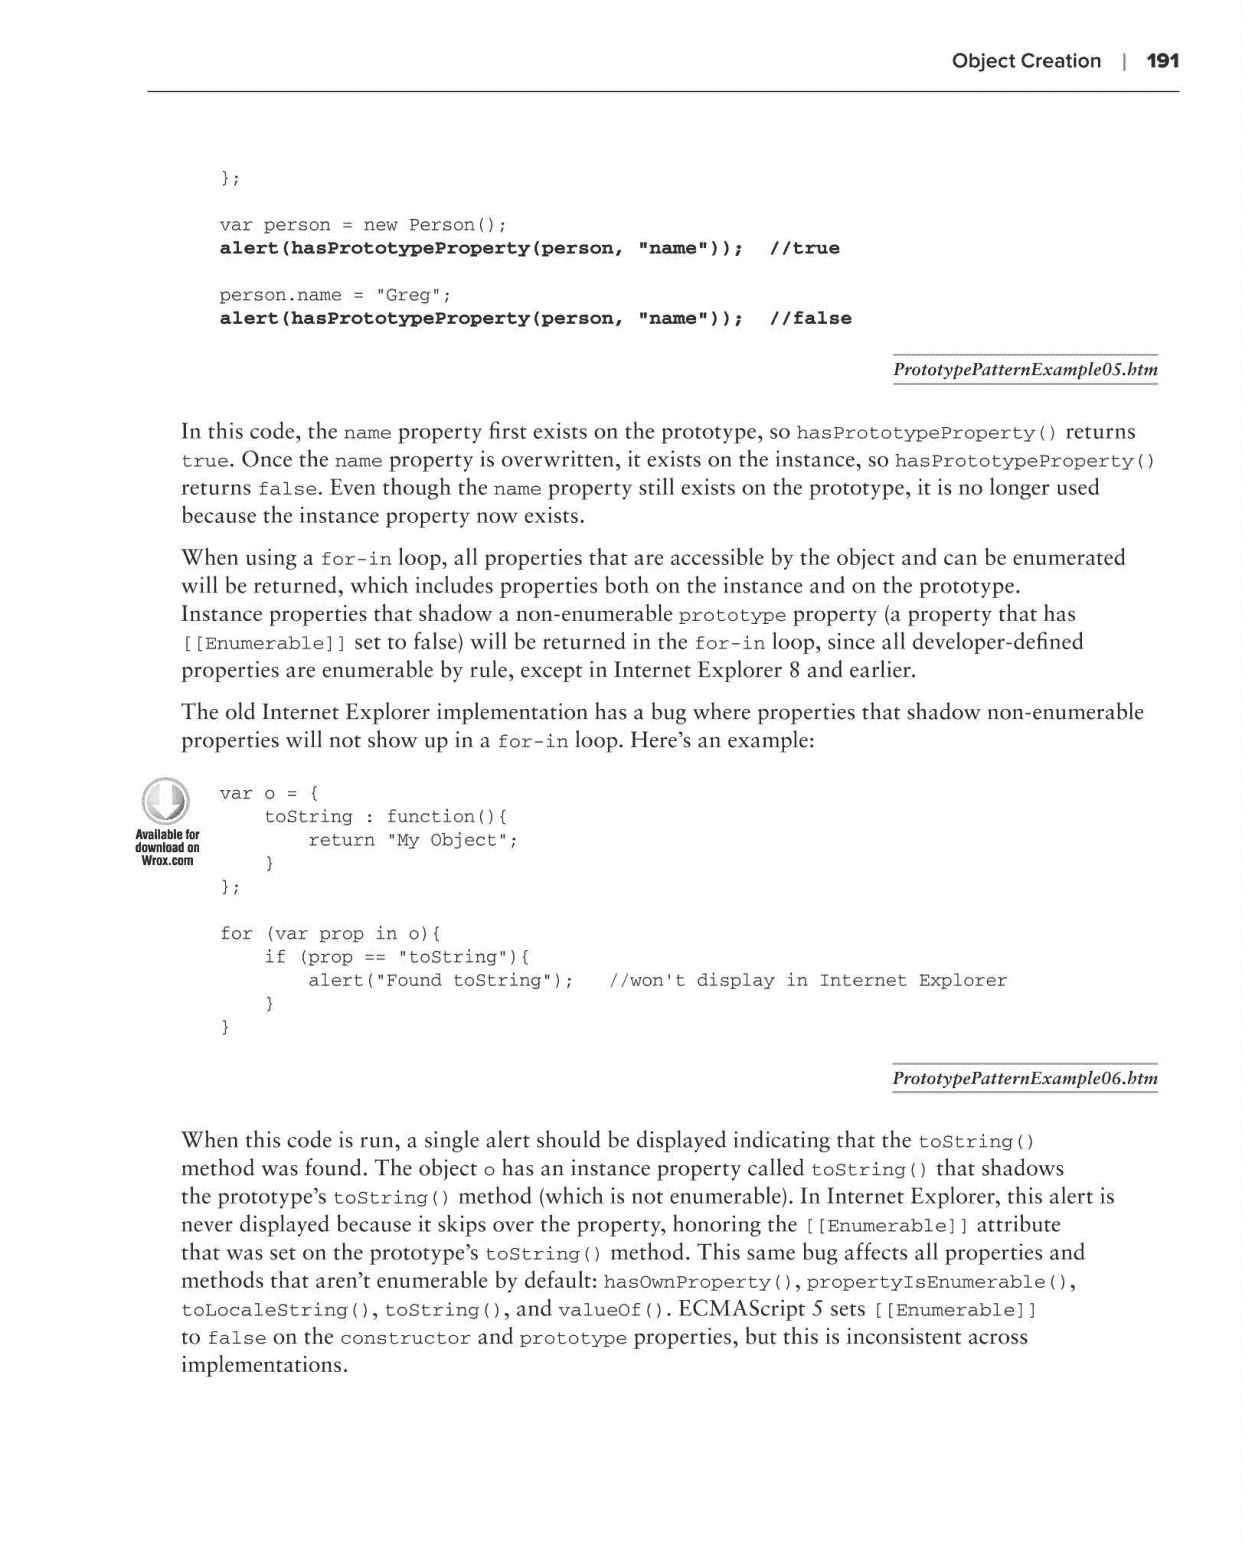 Object Creation | 191
};
var person = new Person();
alert(hasPrototypeProperty(person, "name"));  //true
person.name = "Greg";
alert(hasPrototypeProperty(person, "name"));  //false
PrototypePatternExample05.htm
In this code, the name property first exists on the prototype, so hasPrototypeProperty() returns
true. Once the name property is overwritten, it exists on the instance, so hasPrototypeProperty()
returns false. Even though the name property still exists on the prototype, it is no longer used
because the instance property now exists.
When using a for-in loop, all properties that are accessible by the object and can be enumerated
will be returned, which includes properties both on the instance and on the prototype.
Instance properties that shadow a non-enumerable prototype property (a property that has
[[Enumerable]] set to false) will be returned in the for-in loop, since all developer-defined
properties are enumerable by rule, except in Internet Explorer 8 and earlier.
The old Internet Explorer implementation has a bug where properties that shadow non-enumerable
properties will not show up in a for-in loop. Here's an example:
Available for
download on
Wrox.com
var o = {
    toString : function(){
        return "My Object";
    }
};
for (var prop in o){
    if (prop == "toString"){
        alert("Found toString");   //won't display in Internet Explorer
    }
}
PrototypePatternExample06.htm
When this code is run, a single alert should be displayed indicating that the toString()
method was found. The object o has an instance property called toString() that shadows
the prototype's toString() method (which is not enumerable). In Internet Explorer, this alert is
never displayed because it skips over the property, honoring the [[Enumerable]] attribute
that was set on the prototype's toString() method. This same bug affects all properties and
methods that aren't enumerable by default: hasOwnProperty(), propertyIsEnumerable(),
toLocaleString(), toString(), and valueOf(). ECMAScript 5 sets [[Enumerable]]
to false on the constructor and prototype properties, but this is inconsistent across
implementations.